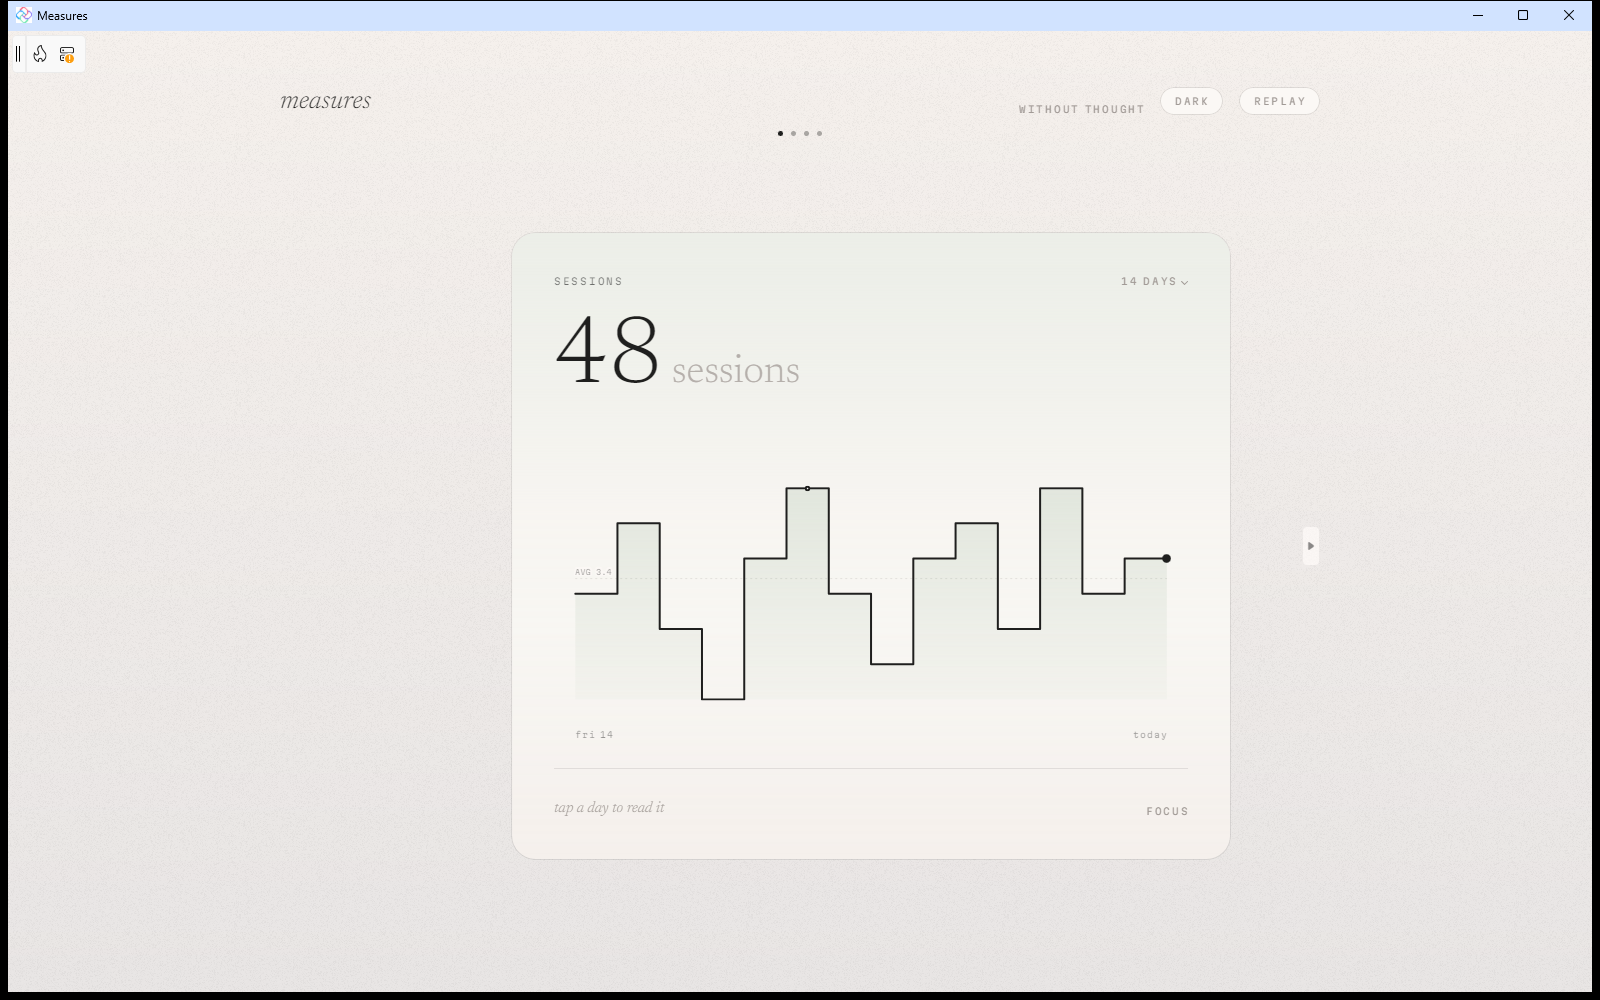 Measures
measures
WITHOUT THOUGHT
DARK
REPLAY
SESSIONS
14 DAYS
48 sessions
AVG 3.4
fri 14
today
tap a day to read it
FOCUS